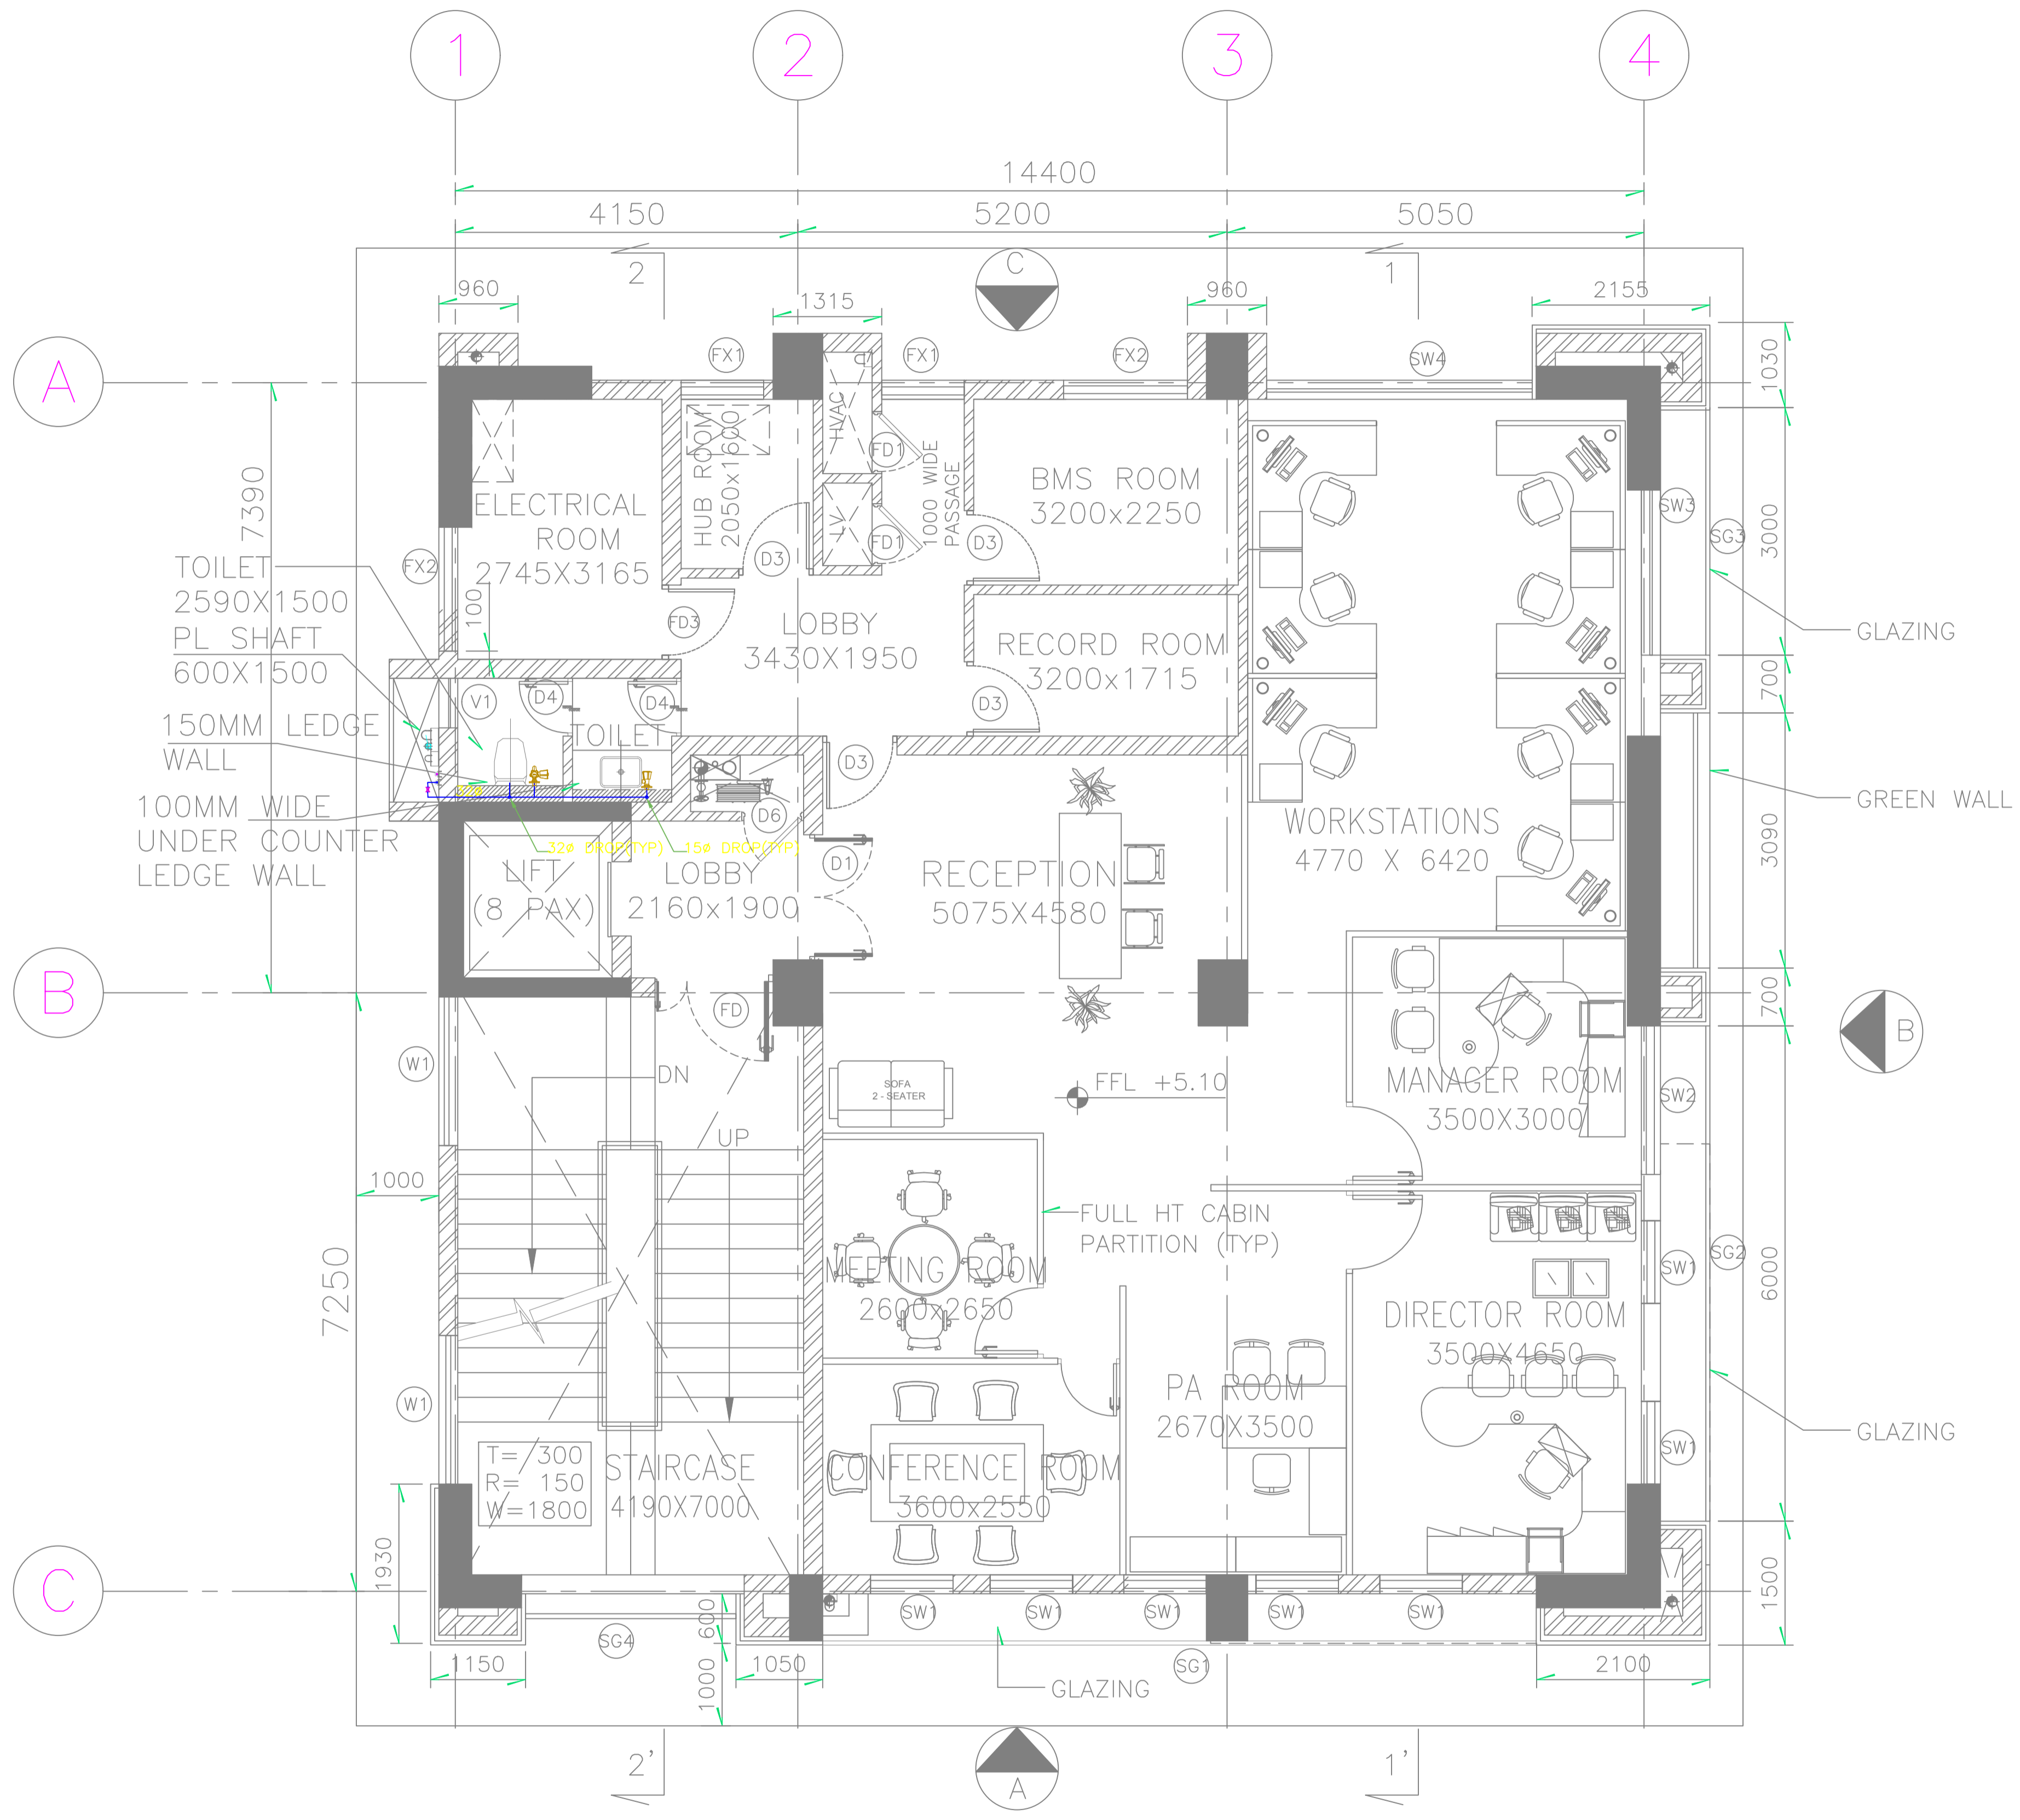 1
2
3
4
14400
4150
5200
5050
2
C
1
960
1315
960
2155
1030
FX1
FX1
FX2
SW4
A
7390
HVAC
HUB ROOM
2050x1600
FD1
1000 WIDE
PASSAGE
BMS ROOM
3200x2250
ELECTRICAL
ROOM
2745X3165
LV
FD1
D3
D3
SW3
SG3
3000
FX2
TOILET
2590X1500
PL SHAFT
600X1500
100
FD3
LOBBY
3430X1950
RECORD ROOM
3200x1715
GLAZING
700
V1
D4
D4
D3
150MM LEDGE
WALL
TOILET
D3
100MM WIDE
UNDER COUNTER
LEDGE WALL
D6
GREEN WALL
WORKSTATIONS
4770 X 6420
3090
32ø DROP(TYP)
15ø DROP(TYP)
D1
LIFT
(8 PAX)
LOBBY
2160x1900
RECEPTION
5075X4580
B
FD
700
B
W1
DN
SOFA
2 - SEATER
FFL +5.10
MANAGER ROOM
3500X3000
SW2
UP
1000
7250
FULL HT CABIN
PARTITION (TYP)
MEETING ROOM
2600x2650
SW1
SG2
6000
DIRECTOR ROOM
3500X4650
W1
PA ROOM
2670X3500
GLAZING
SW1
T= 300
R= 150
W=1800
STAIRCASE
4190X7000
CONFERENCE ROOM
3600x2550
1930
C
1500
600
SW1
SW1
SW1
SW1
SW1
SG4
1150
1050
1000
GLAZING
SG1
2100
2'
A
1'